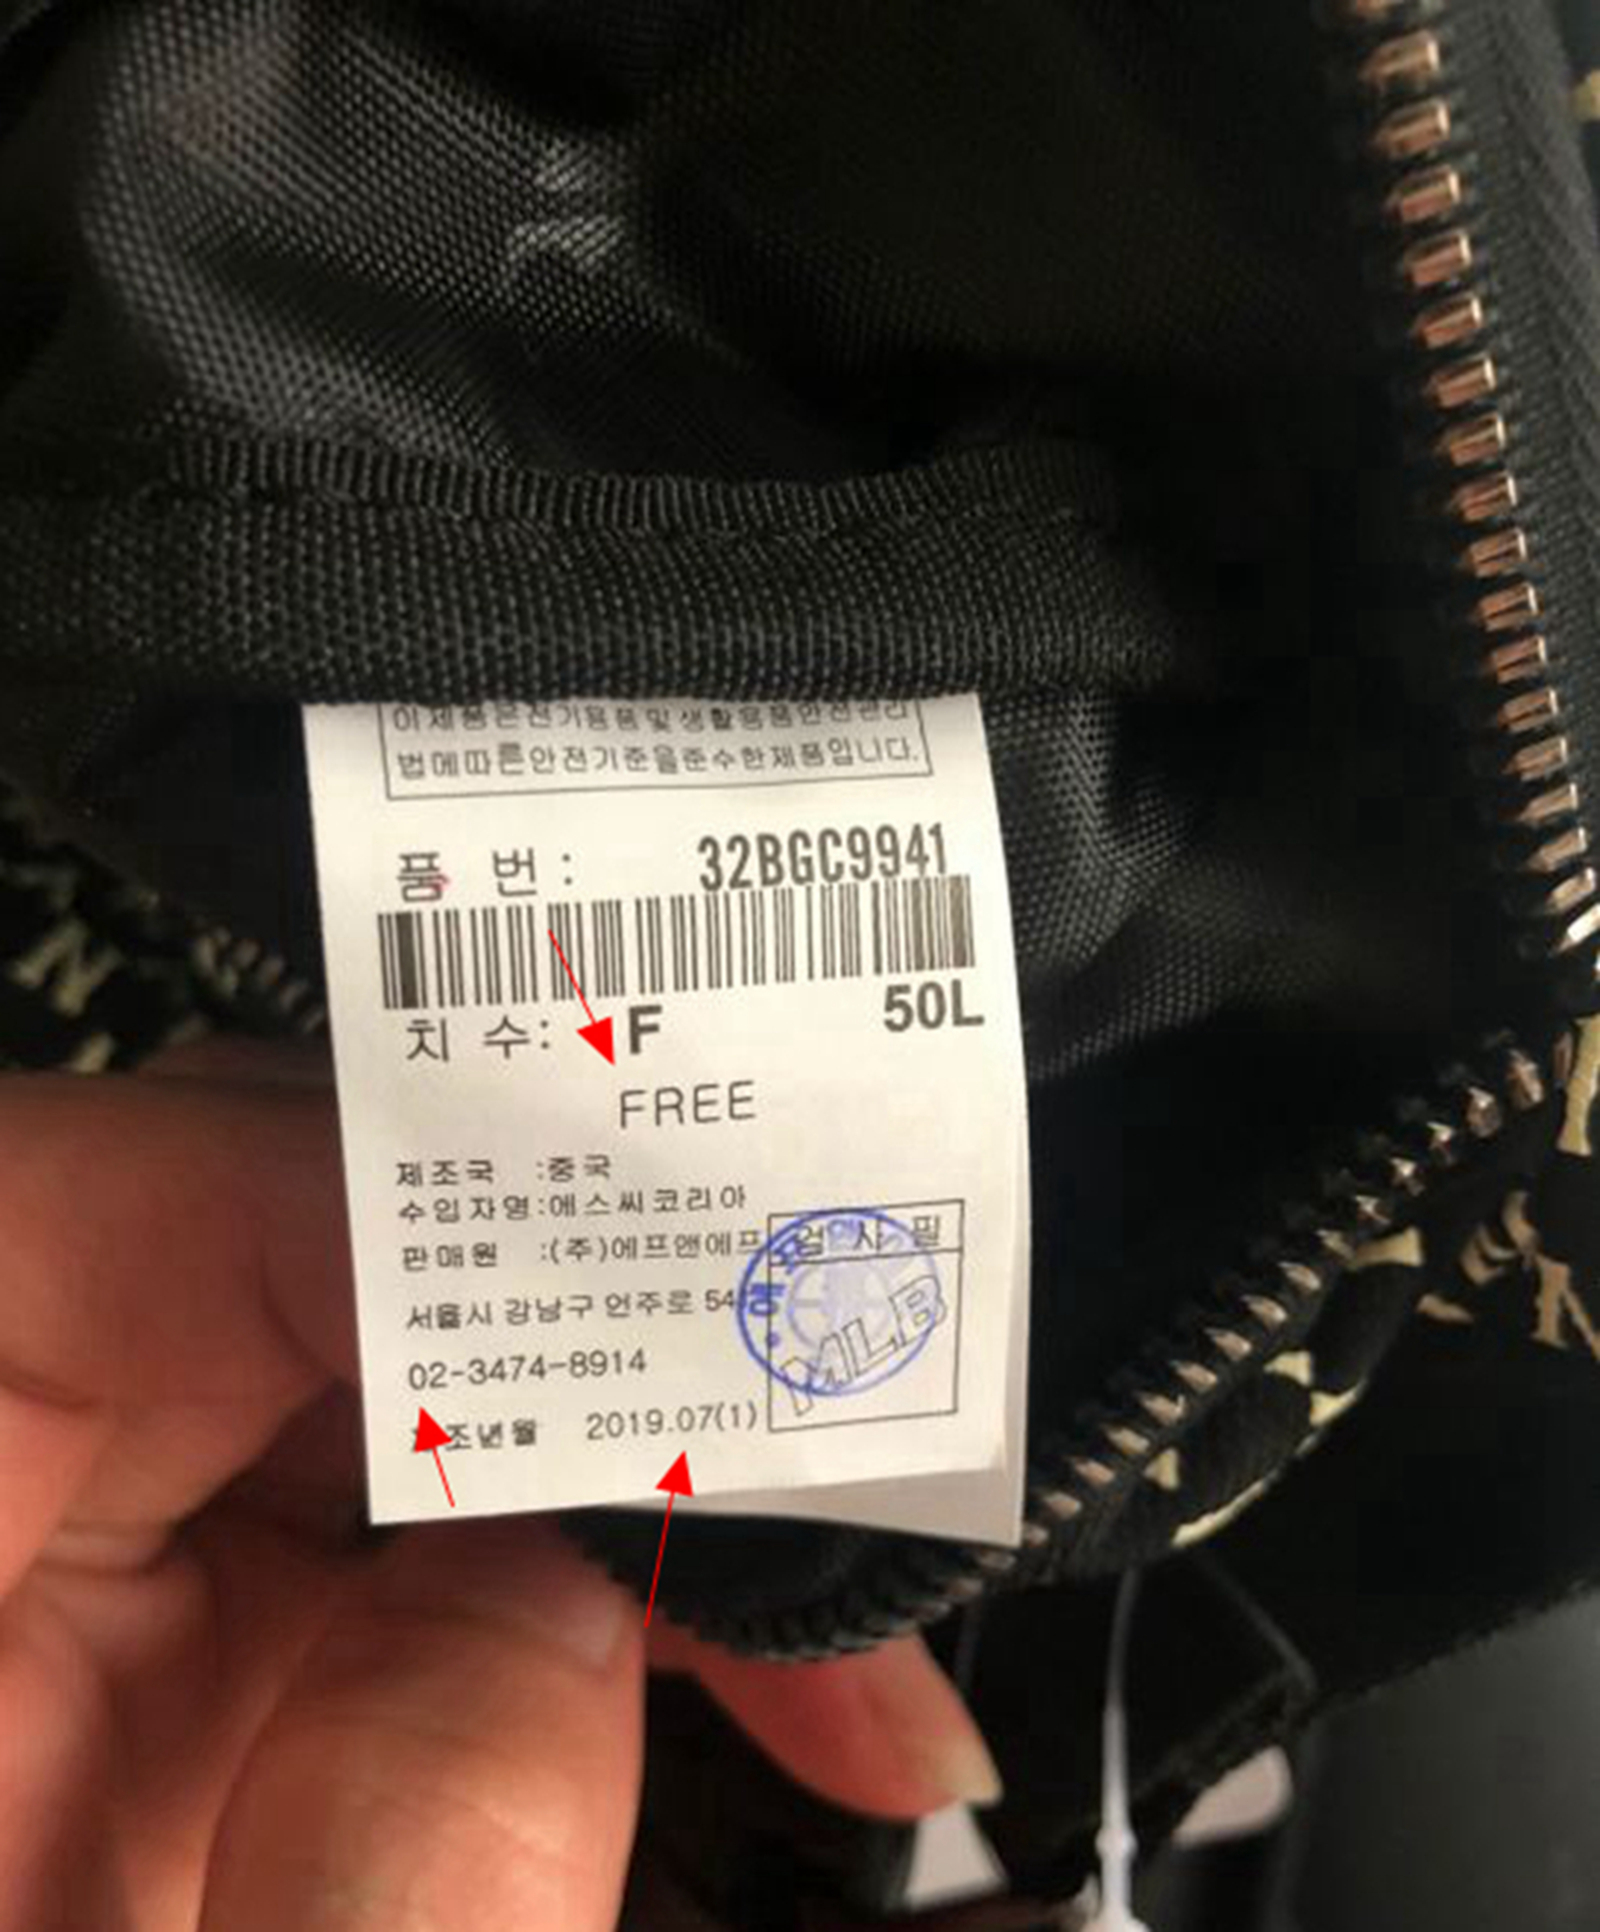 이제품은전기용품및생활용품안전관리
법에따른안전기준을준수한제품입니다.
품 번 : 32BGC9941
치 수: F 50L
FREE
제조국 :중국
수입자명:에스씨코리아
판매원 :(주)에프앤에프
서울시 강남구 언주로 54
검 사 필
MLB
02-3474-8914
조년월 2019.07(1)